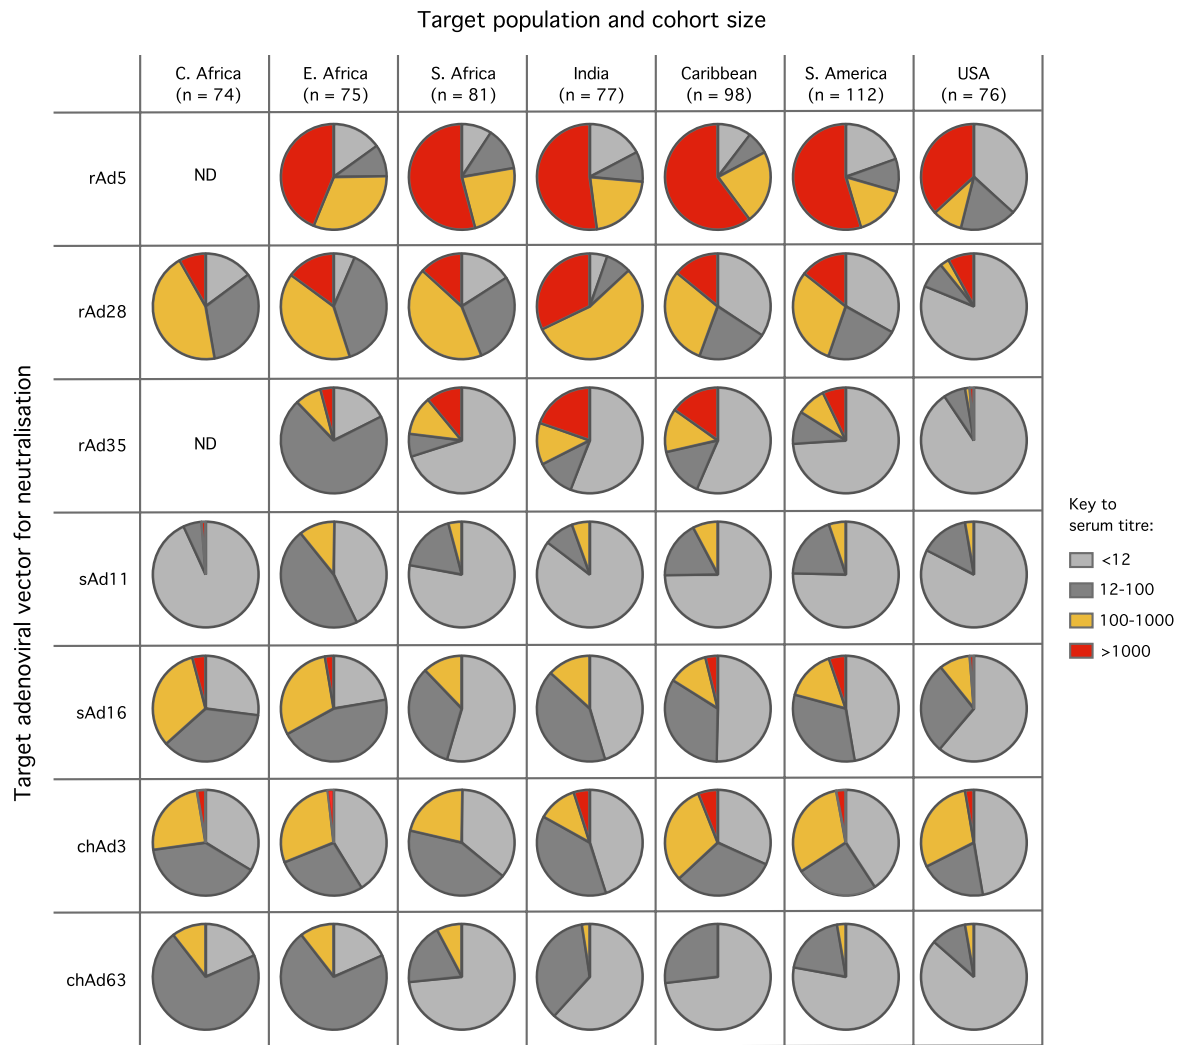 Target population and cohort size
C. Africa
(n = 74)
E. Africa
(n = 75)
S. Africa
(n = 81)
India
(n = 77)
Caribbean
(n = 98)
S. America
(n = 112)
USA
(n = 76)
Target adenoviral vector for neutralisation
rAd5
ND
rAd28
rAd35
ND
sAd11
sAd16
chAd3
chAd63
Key to
serum titre:
<12
12-100
100-1000
>1000